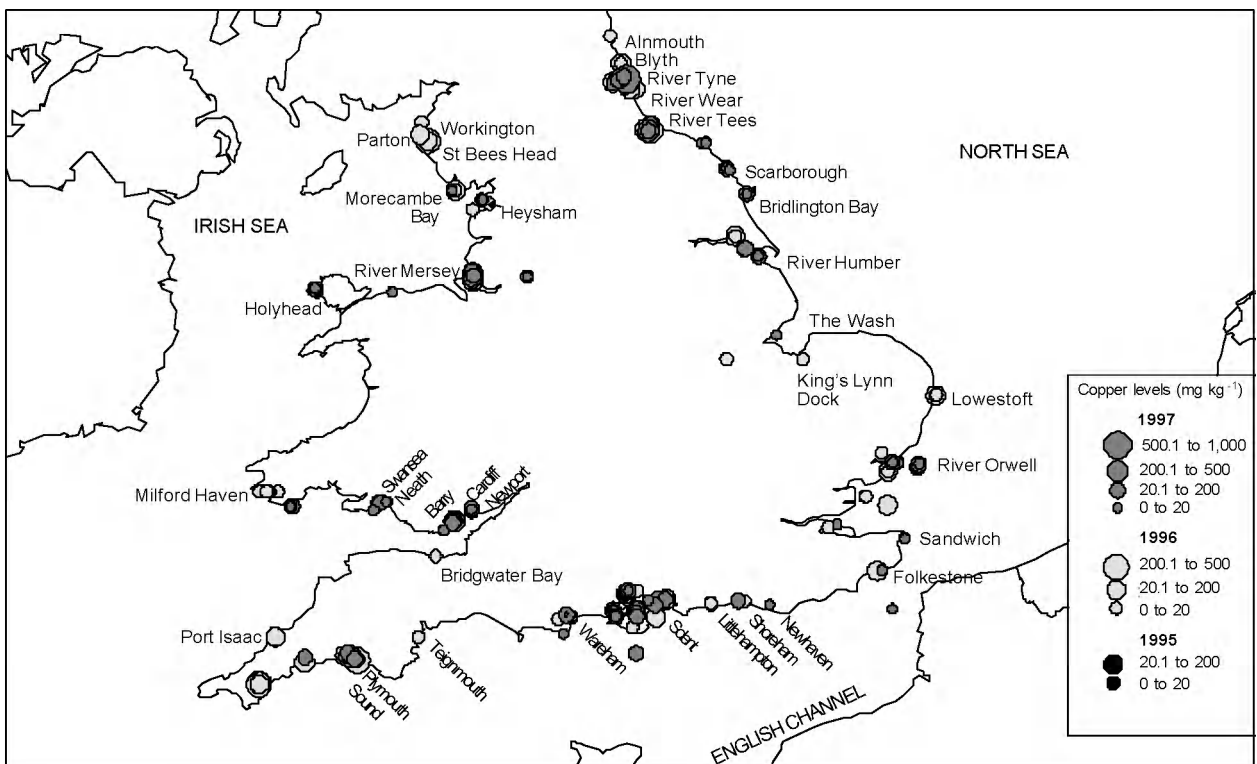 Alnmouth
Blyth
River Tyne
River Wear
River Tees
Workington
Parton
St Bees Head
NORTH SEA
Scarborough
Morecambe
Bay
Heysham
Bridlington Bay
IRISH SEA
River Humber
River Mersey
Holyhead
The Wash
King's Lynn
Dock
Lowestoft
River Orwell
Milford Haven
Swansea
Neath
Barry
Cardiff
Newport
Sandwich
Bridgwater Bay
Folkestone
Port Isaac
Plymouth
Sound
Teignmouth
Wareham
Solent
Littlehampton
Shoreham
Newhaven
ENGLISH CHANNEL
Copper levels (mg kg⁻¹)
1997
500.1 to 1,000
200.1 to 500
20.1 to 200
0 to 20
1996
200.1 to 500
20.1 to 200
0 to 20
1995
20.1 to 200
0 to 20